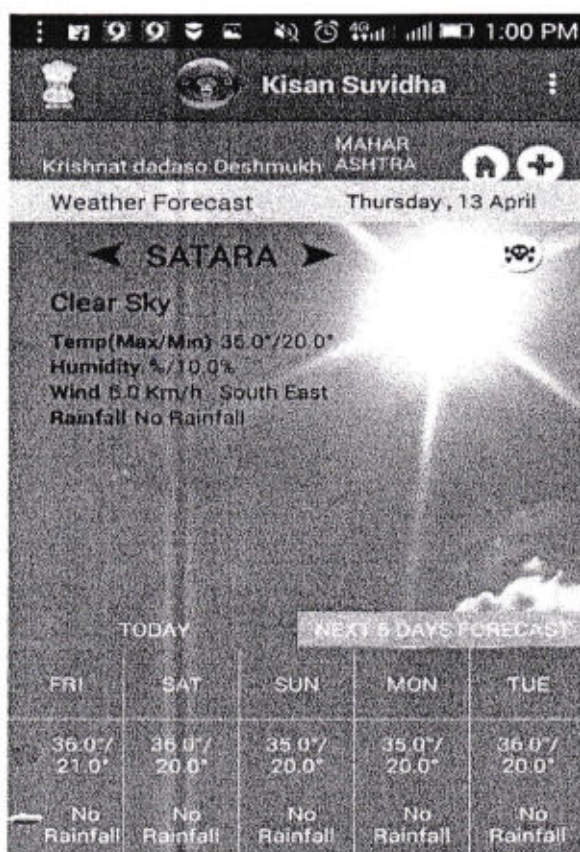 1:00 PM
Kisan Suvidha
Krishnat dadaso Deshmukh MAHAR
ASHTRA
Weather Forecast Thursday, 13 April
SATARA
Clear Sky
Temp(Max/Min) 36.0°/20.0°
Humidity %/10.0%
Wind 6.0 Km/h South East
Rainfall No Rainfall
TODAY NEXT 5 DAYS FORECAST
FRI SAT SUN MON TUE
36.0°/ 36.0°/ 35.0°/ 35.0°/ 36.0°/
21.0° 20.0° 20.0° 20.0° 20.0°
No No No No No
Rainfall Rainfall Rainfall Rainfall Rainfall